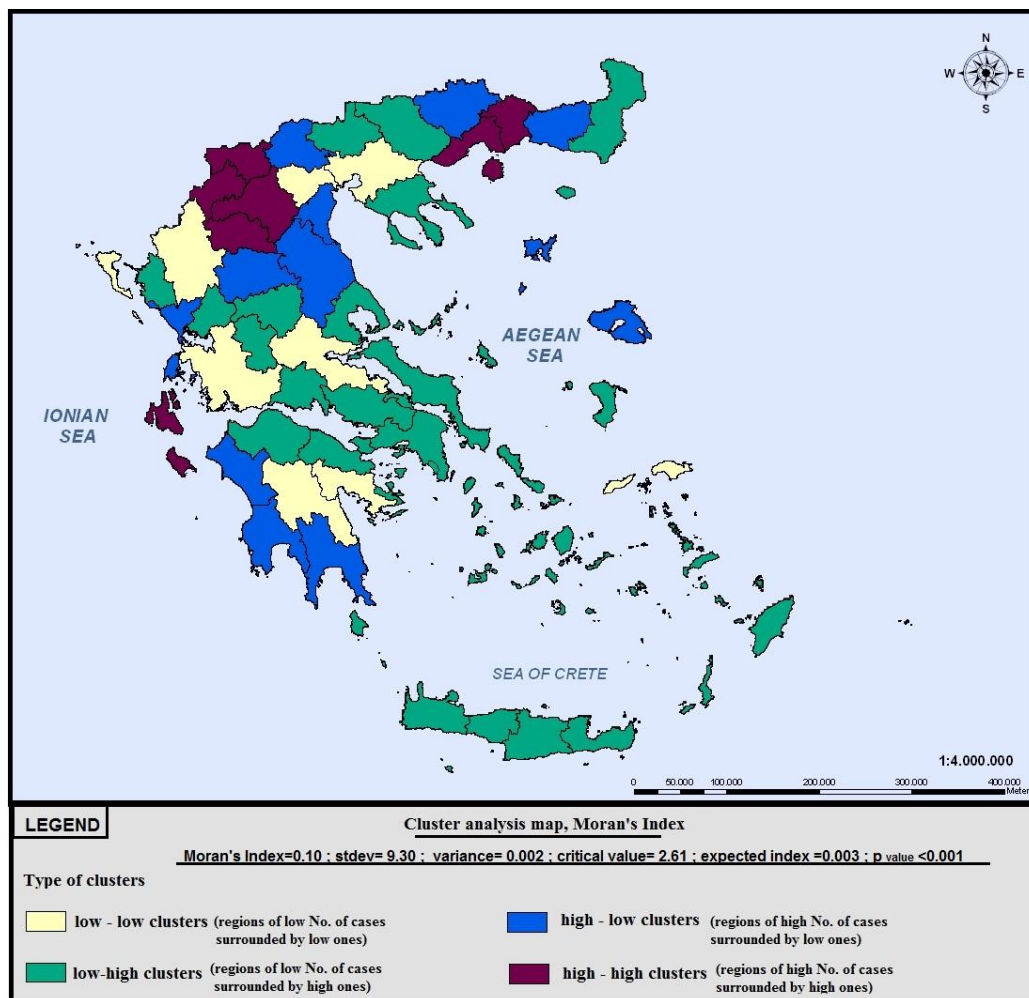 N
W E
S
AEGEAN
SEA
IONIAN
SEA
SEA OF CRETE
1:4.000.000
0 50.000 100.000 200.000 300.000 400.000
Meter
LEGEND
Cluster analysis map, Moran's Index
Moran's Index=0.10 ; stdev= 9.30 ; variance= 0.002 ; critical value= 2.61 ; expected index =0.003 ; p value <0.001
Type of clusters
low - low clusters (regions of low No. of cases
surrounded by low ones)
high - low clusters (regions of high No. of cases
surrounded by low ones)
low-high clusters (regions of low No. of cases
surrounded by high ones)
high - high clusters (regions of high No. of cases
surrounded by high ones)